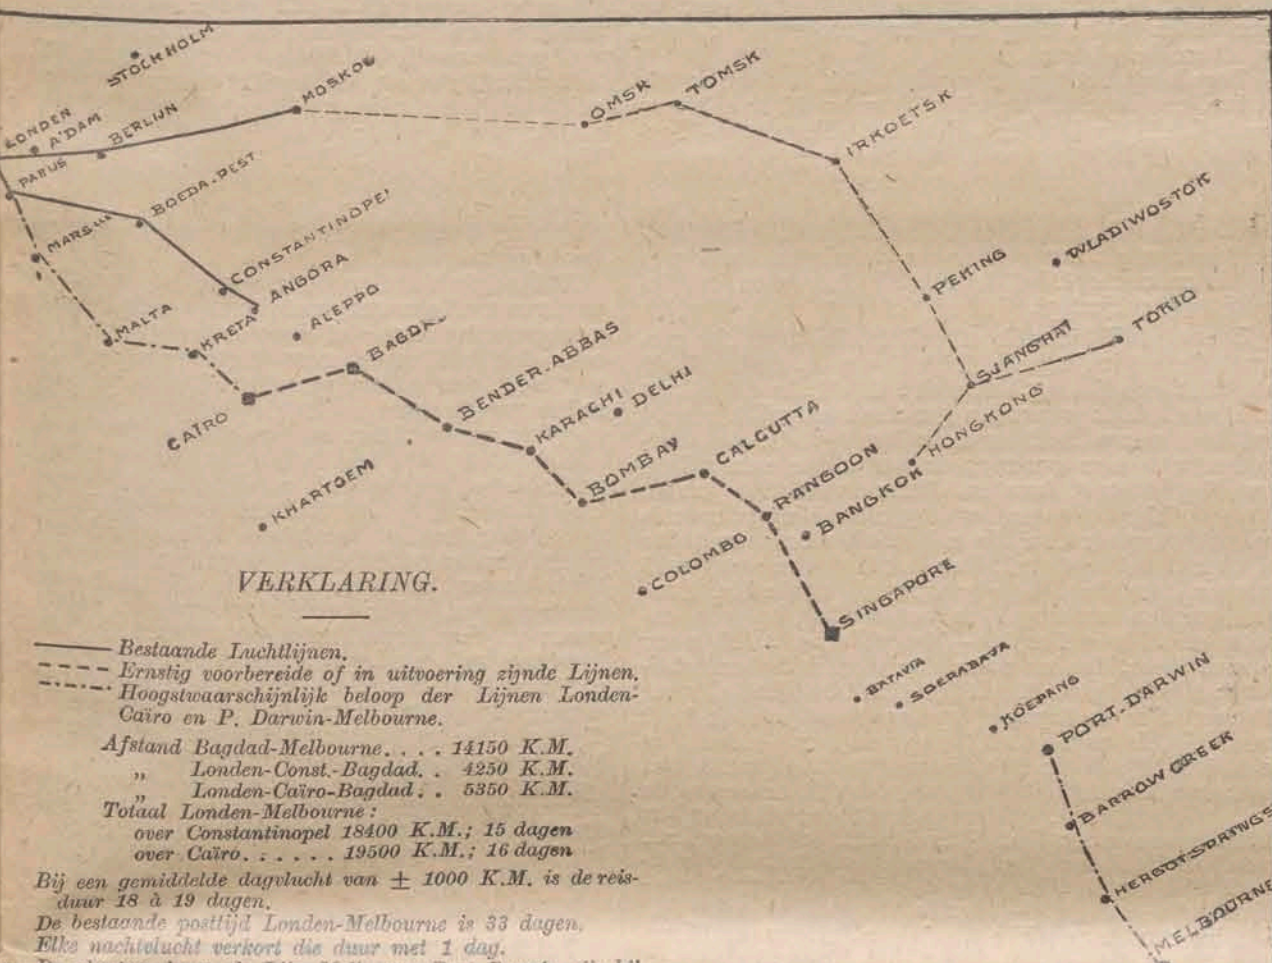 STOCKHOLM
MOSKOU
OMSK
TOMSK
LONDEN
A'DAM
BERLIJN
IRKOETSK
PARIJS
BOEDA-PEST
WLADIWOSTOK
CONSTANTINOPEL
ANGORA
PEKING
MALTA
KRETA
ALEPPO
BAGDAD
SJANGHAI
TOKIO
BENDER-ABBAS
CAÏRO
KARACHI
DELHI
HONGKONG
BOMBAY
CALCUTTA
RANGOON
BANGKOK
KHARTOEM
COLOMBO
SINGAPORE
BATAVIA
SOERABAJA
KOEPANG
PORT-DARWIN
BARROW CREEK
MELBOURNE
VERKLARING.
Bestaande Luchtlijnen.
Ernstig voorbereide of in uitvoering zijnde Lijnen.
Hoogstwaarschijnlijk beloop der Lijnen Londen-
Caïro en P. Darwin-Melbourne.
Afstand Bagdad-Melbourne. . . . 14150 K.M.
„ Londen-Const.-Bagdad. . 4250 K.M.
„ Londen-Caïro-Bagdad . . 5350 K.M.
Totaal Londen-Melbourne:
over Constantinopel 18400 K.M.; 15 dagen
over Caïro. . . . . . 19500 K.M.; 16 dagen
Bij een gemiddelde dagvlucht van ± 1000 K.M. is de reis-
duur 18 à 19 dagen.
De bestaande posttijd Londen-Melbourne is 33 dagen.
Elke nachtvlucht verkort die duur met 1 dag.